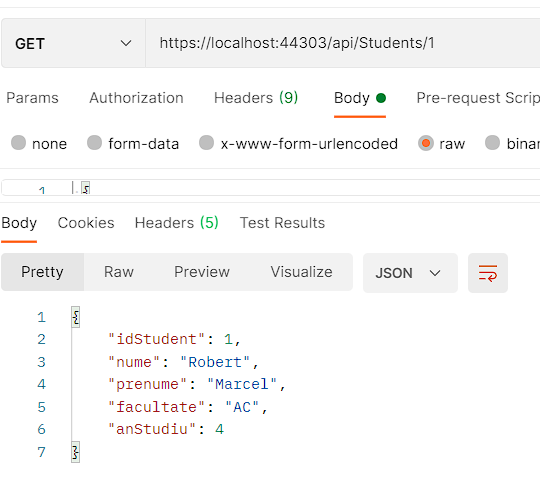 GET https://localhost:44303/api/Students/1
Params Authorization Headers (9) Body Pre-request Scrip
none form-data x-www-form-urlencoded raw binar
1 {
Body Cookies Headers (5) Test Results
Pretty Raw Preview Visualize JSON
1 {
2 "idStudent": 1,
3 "nume": "Robert",
4 "prenume": "Marcel",
5 "facultate": "AC",
6 "anStudiu": 4
7 }